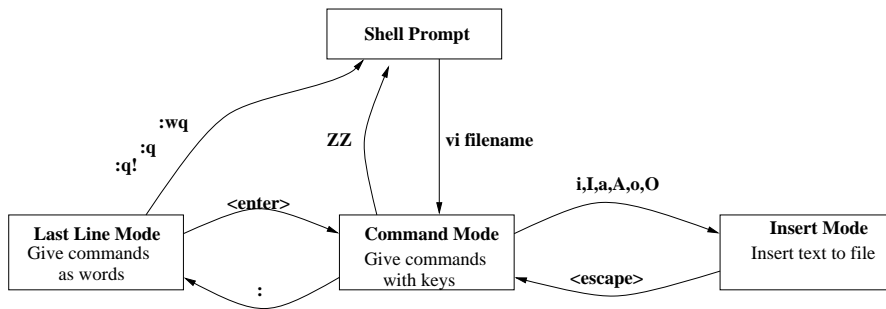 Shell Prompt
:wq
:q
:q!
ZZ
vi filename
<enter>
i,I,a,A,o,O
Last Line Mode
Give commands
as words
Command Mode
Give commands
with keys
Insert Mode
Insert text to file
:
<escape>